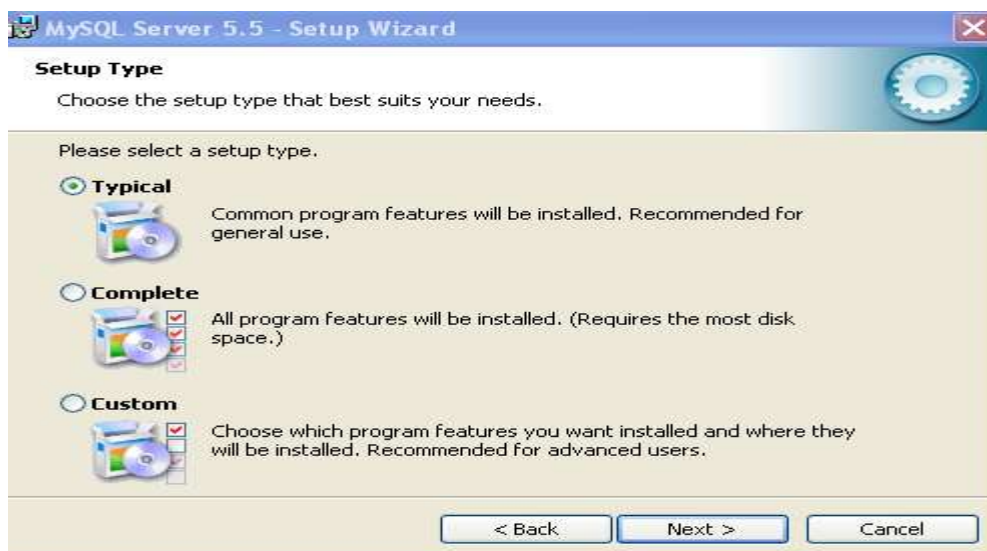 MySQL Server 5.5 - Setup Wizard
Setup Type
Choose the setup type that best suits your needs.
Please select a setup type.
Typical
Common program features will be installed. Recommended for
general use.
Complete
All program features will be installed. (Requires the most disk
space.)
Custom
Choose which program features you want installed and where they
will be installed. Recommended for advanced users.
< Back
Next >
Cancel